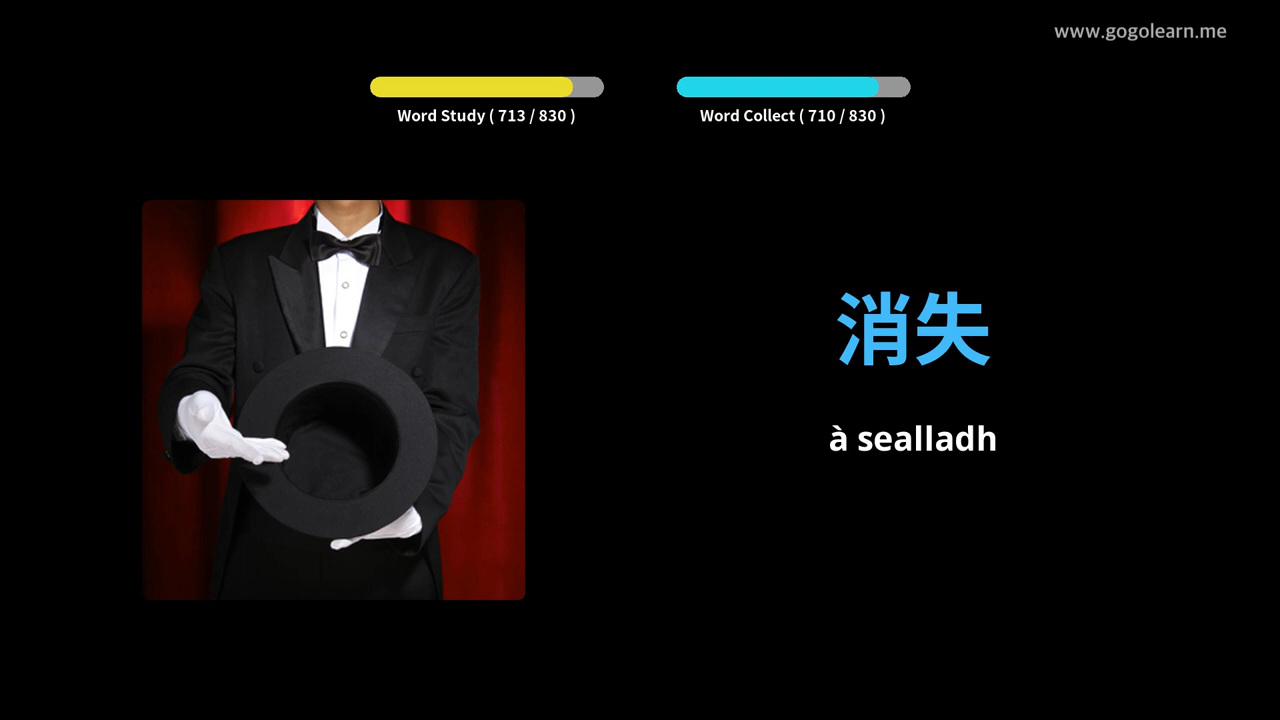 www.gogolearn.me
Word Study ( 713 / 830 )
Word Collect ( 710 / 830 )
消失
à sealladh